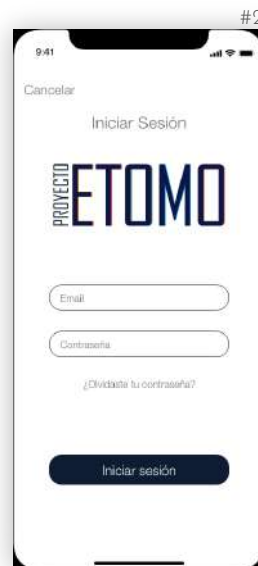 #2
9:41
Cancelar
Iniciar Sesión
PROYECTO
ETOMO
Email
Contraseña
¿Olvidaste tu contraseña?
Iniciar sesión